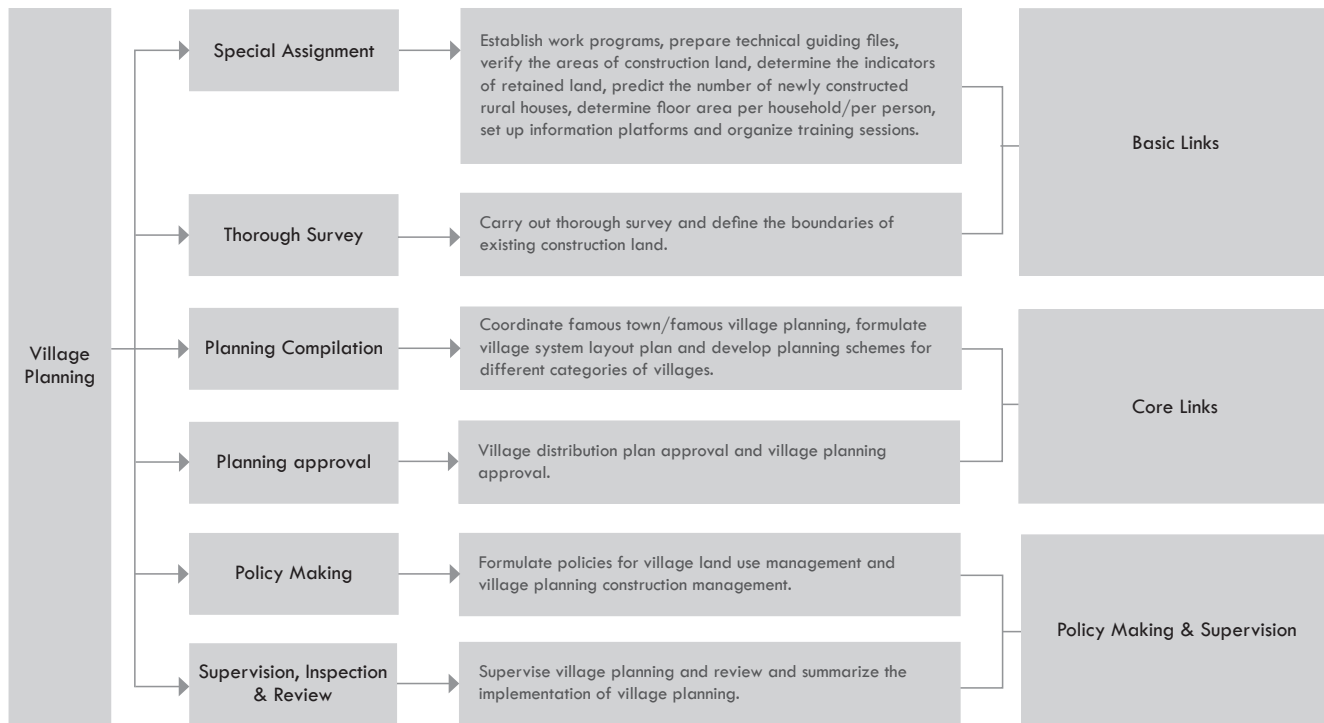 Village
Planning
Special Assignment
Establish work programs, prepare technical guiding files,
verify the areas of construction land, determine the indicators
of retained land, predict the number of newly constructed
rural houses, determine floor area per household/per person,
set up information platforms and organize training sessions.
Basic Links
Thorough Survey
Carry out thorough survey and define the boundaries of
existing construction land.
Planning Compilation
Coordinate famous town/famous village planning, formulate
village system layout plan and develop planning schemes for
different categories of villages.
Core Links
Planning approval
Village distribution plan approval and village planning
approval.
Policy Making
Formulate policies for village land use management and
village planning construction management.
Policy Making & Supervision
Supervision, Inspection
& Review
Supervise village planning and review and summarize the
implementation of village planning.